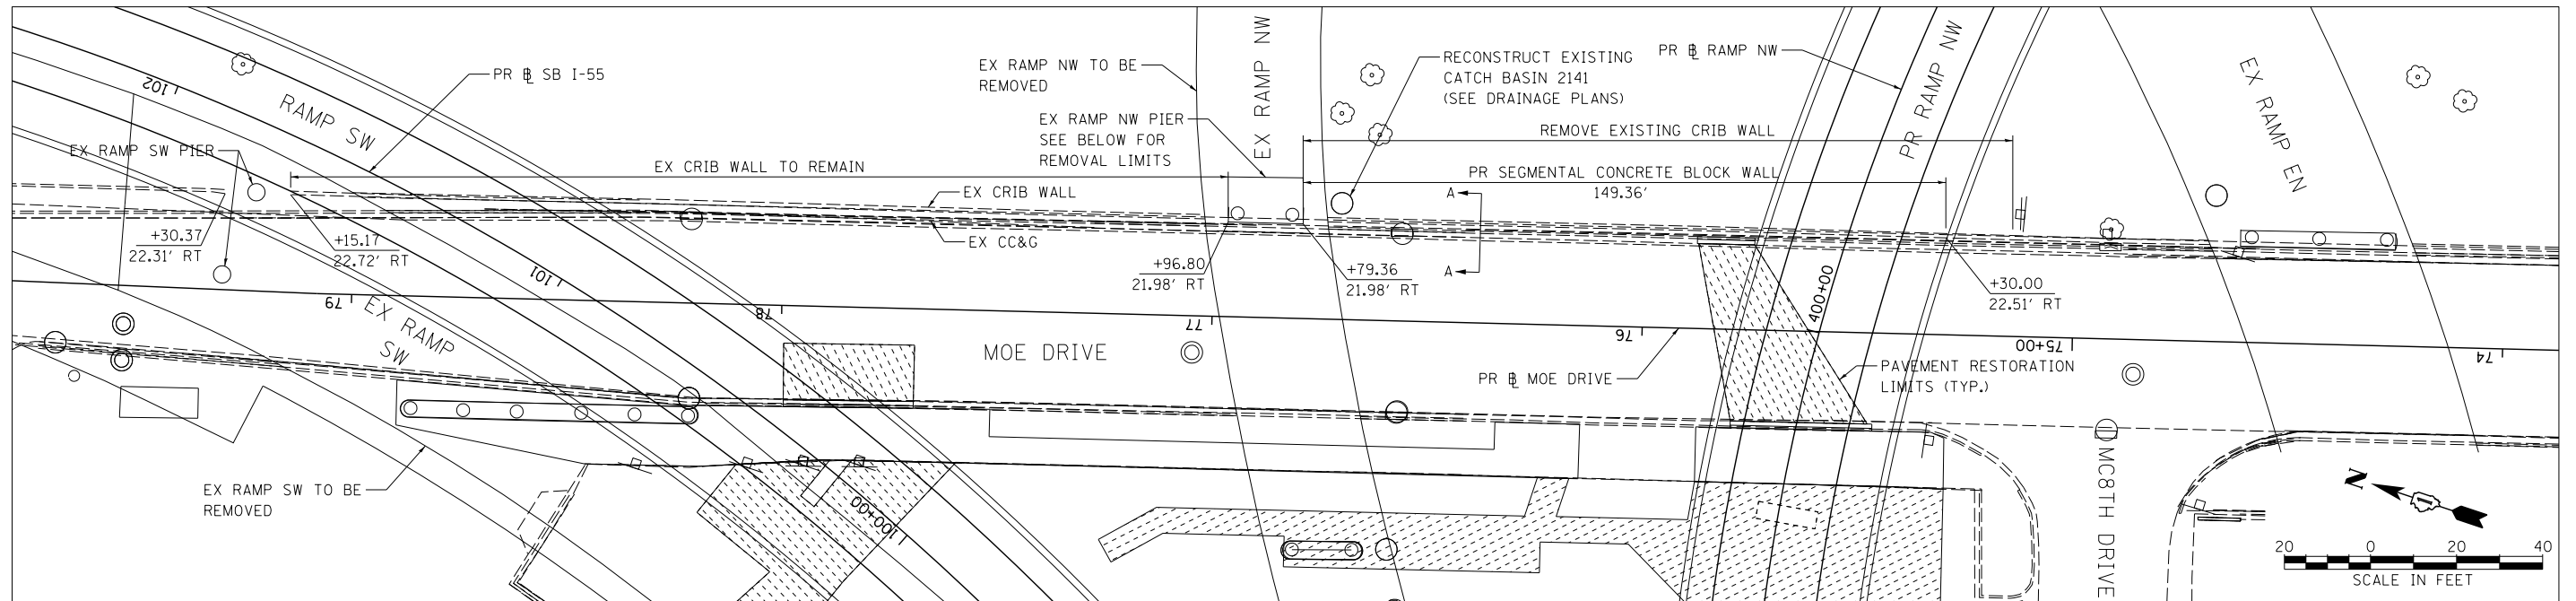 PR ℄ SB I-55
102
RAMP SW
EX RAMP SW PIER
EX CRIB WALL TO REMAIN
EX CRIB WALL
EX CC&G
+30.37
22.31' RT
+15.17
22.72' RT
101
EX RAMP NW TO BE
REMOVED
EX RAMP NW PIER
SEE BELOW FOR
REMOVAL LIMITS
EX RAMP NW
RECONSTRUCT EXISTING
CATCH BASIN 2141
(SEE DRAINAGE PLANS)
PR ℄ RAMP NW
REMOVE EXISTING CRIB WALL
PR SEGMENTAL CONCRETE BLOCK WALL
149.36'
PR RAMP NW
EX RAMP EN
A
A
+96.80
21.98' RT
+79.36
21.98' RT
+30.00
22.51' RT
400+00
79
78
77
76
75+00
74
EX RAMP
SW
MOE DRIVE
PR ℄ MOE DRIVE
PAVEMENT RESTORATION
LIMITS (TYP.)
EX RAMP SW TO BE
REMOVED
100+00
MC8TH DRIVE
N
20 0 20 40
SCALE IN FEET